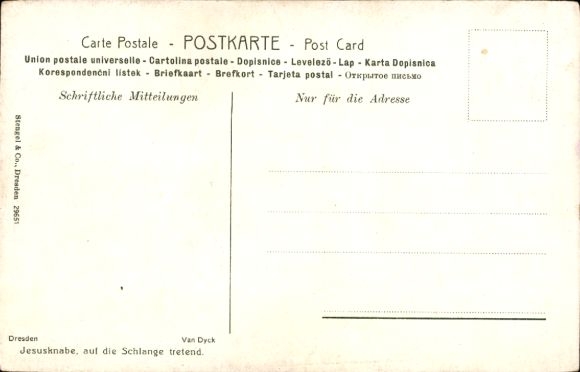 Carte Postale - POSTKARTE - Post Card
Union postale universelle - Cartolina postale - Dopisnice - Levelező - Lap - Karta Dopisnica
Korespondenční lístek - Briefkaart - Brefkort - Tarjeta postal - Открытое письмо
Schriftliche Mitteilungen
Nur für die Adresse
Stengel & Co., Dresden 29651
Dresden Van Dyck
Jesusknabe, auf die Schlange tretend.